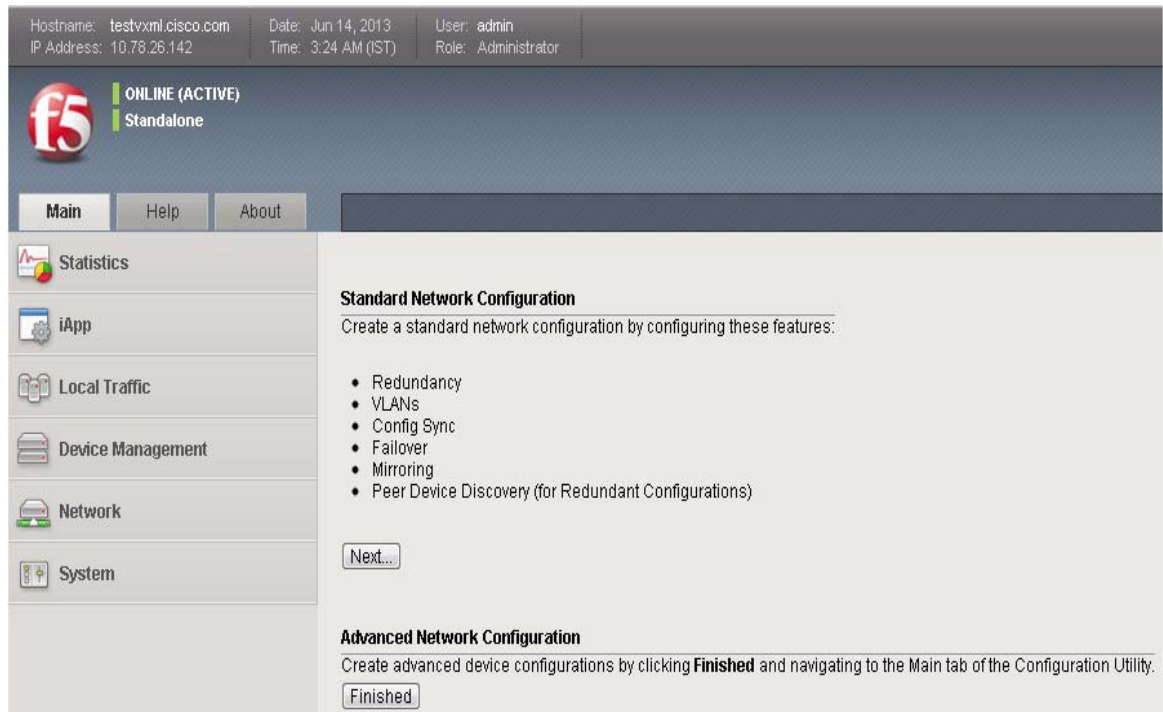 Hostname: testvxml.cisco.com Date: Jun 14, 2013 User: admin
IP Address: 10.78.26.142 Time: 3:24 AM (IST) Role: Administrator
f5
ONLINE (ACTIVE)
Standalone
Main Help About
Statistics
iApp
Local Traffic
Device Management
Network
System
Standard Network Configuration
Create a standard network configuration by configuring these features:
• Redundancy
• VLANs
• Config Sync
• Failover
• Mirroring
• Peer Device Discovery (for Redundant Configurations)
Next...
Advanced Network Configuration
Create advanced device configurations by clicking Finished and navigating to the Main tab of the Configuration Utility.
Finished